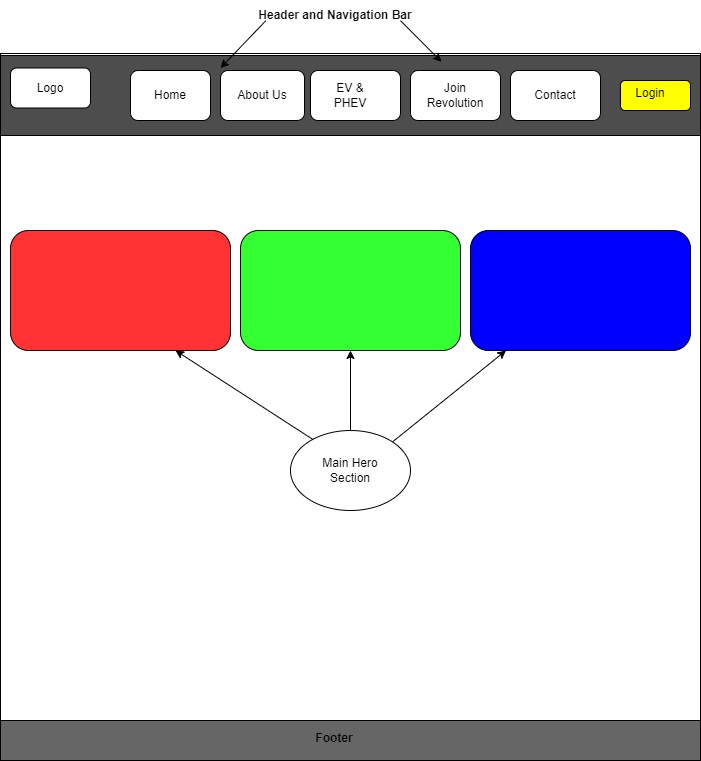 Header and Navigation Bar
Logo
Home
About Us
EV &
PHEV
Join
Revolution
Contact
Login
Main Hero
Section
Footer